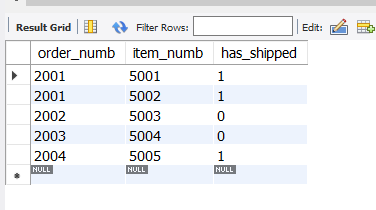 Result Grid Filter Rows: Edit:
order_numb item_numb has_shipped
2001 5001 1
2001 5002 1
2002 5003 0
2003 5004 0
2004 5005 1
NULL NULL NULL